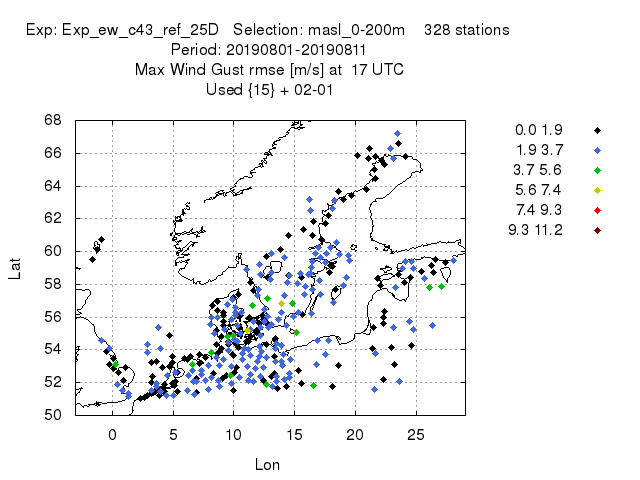 Exp: Exp_ew_c43_ref_25D Selection: masl_0-200m 328 stations
Period: 20190801-20190811
Max Wind Gust rmse [m/s] at 17 UTC
Used {15} + 02-01
68
66
64
62
60
58
56
54
52
50
Lat
0 5 10 15 20 25
Lon
0.0 1.9
1.9 3.7
3.7 5.6
5.6 7.4
7.4 9.3
9.3 11.2